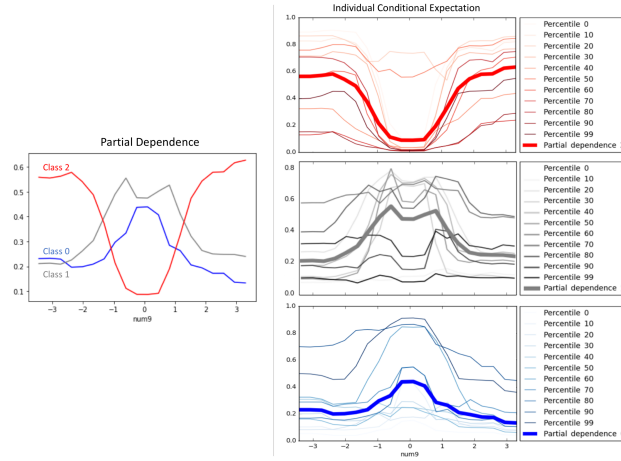 Individual Conditional Expectation
Partial Dependence
Class 2
Class 0
Class 1
0.6
0.5
0.4
0.3
0.2
0.1
−3
−2
−1
0
1
2
3
num9
1.0
0.8
0.6
0.4
0.2
0.0
Percentile 0
Percentile 10
Percentile 20
Percentile 30
Percentile 40
Percentile 50
Percentile 60
Percentile 70
Percentile 80
Percentile 90
Percentile 99
Partial dependence
0.8
0.6
0.4
0.2
0.0
Percentile 0
Percentile 10
Percentile 20
Percentile 30
Percentile 40
Percentile 50
Percentile 60
Percentile 70
Percentile 80
Percentile 90
Percentile 99
Partial dependence
1.0
0.8
0.6
0.4
0.2
0.0
−3
−2
−1
0
1
2
3
num9
Percentile 0
Percentile 10
Percentile 20
Percentile 30
Percentile 40
Percentile 50
Percentile 60
Percentile 70
Percentile 80
Percentile 90
Percentile 99
Partial dependence